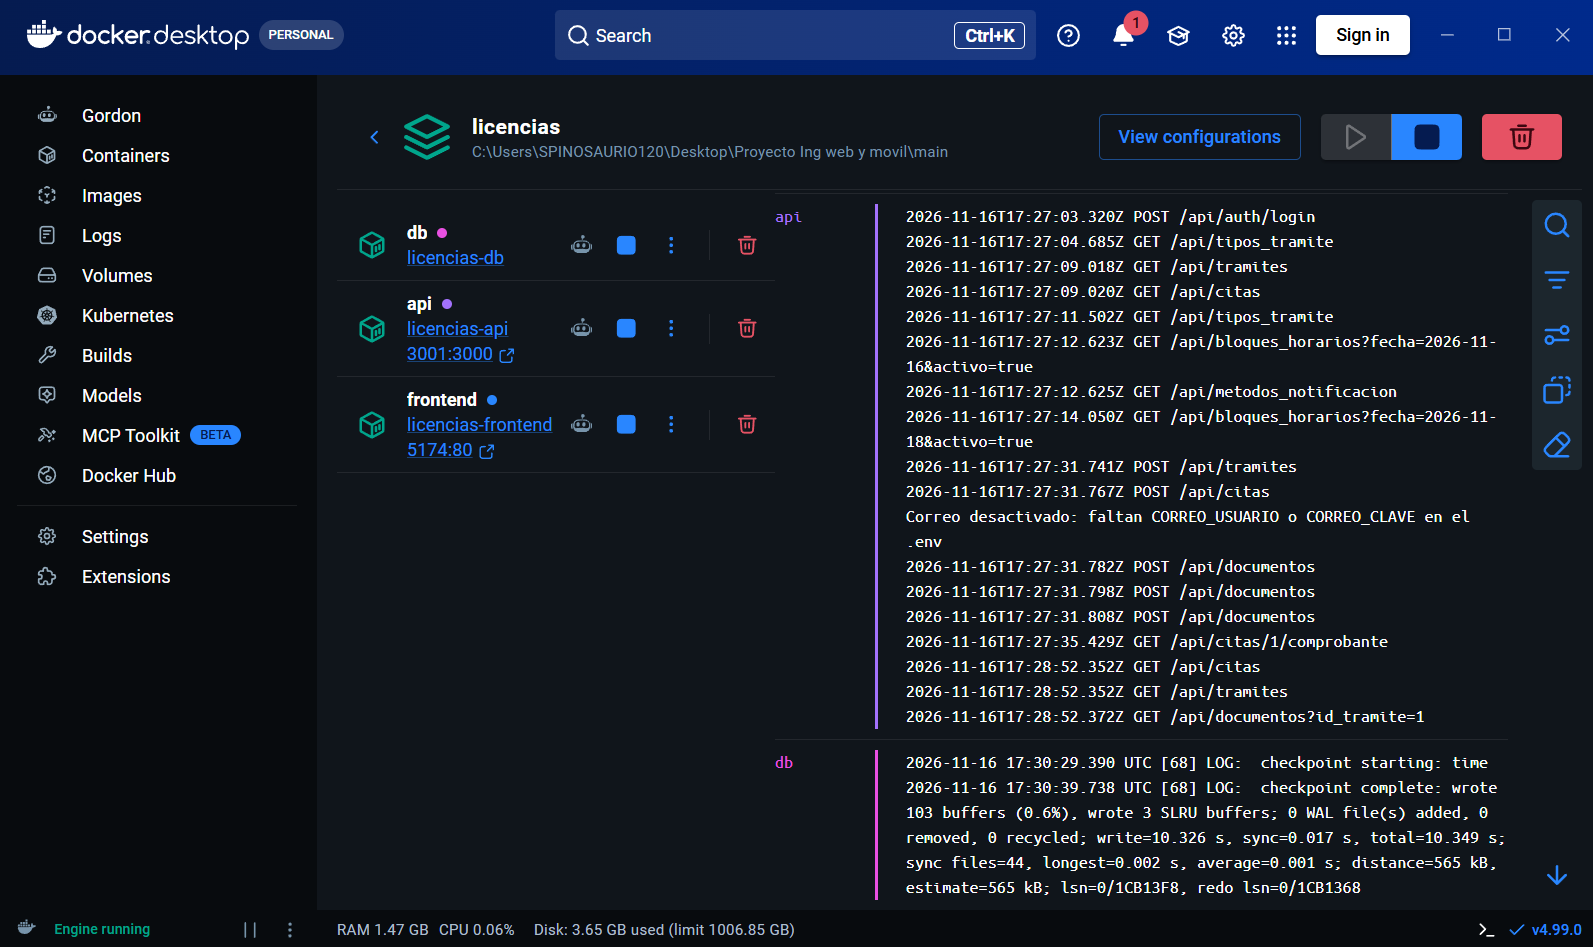 docker.desktop PERSONAL
Search Ctrl+K
1
Sign in
Gordon
Containers
Images
Logs
Volumes
Kubernetes
Builds
Models
MCP Toolkit BETA
Docker Hub
Settings
Extensions
licencias
C:\Users\SPINOSAURIO120\Desktop\Proyecto Ing web y movil\main
View configurations
db
licencias-db
api
licencias-api
3001:3000
frontend
licencias-frontend
5174:80
api
2026-11-16T17:27:03.320Z POST /api/auth/login
2026-11-16T17:27:04.685Z GET /api/tipos_tramite
2026-11-16T17:27:09.018Z GET /api/tramites
2026-11-16T17:27:09.020Z GET /api/citas
2026-11-16T17:27:11.502Z GET /api/tipos_tramite
2026-11-16T17:27:12.623Z GET /api/bloques_horarios?fecha=2026-11-
16&activo=true
2026-11-16T17:27:12.625Z GET /api/metodos_notificacion
2026-11-16T17:27:14.050Z GET /api/bloques_horarios?fecha=2026-11-
18&activo=true
2026-11-16T17:27:31.741Z POST /api/tramites
2026-11-16T17:27:31.767Z POST /api/citas
Correo desactivado: faltan CORREO_USUARIO o CORREO_CLAVE en el
.env
2026-11-16T17:27:31.782Z POST /api/documentos
2026-11-16T17:27:31.798Z POST /api/documentos
2026-11-16T17:27:31.808Z POST /api/documentos
2026-11-16T17:27:35.429Z GET /api/citas/1/comprobante
2026-11-16T17:28:52.352Z GET /api/citas
2026-11-16T17:28:52.352Z GET /api/tramites
2026-11-16T17:28:52.372Z GET /api/documentos?id_tramite=1
db
2026-11-16 17:30:29.390 UTC [68] LOG:  checkpoint starting: time
2026-11-16 17:30:39.738 UTC [68] LOG:  checkpoint complete: wrote
103 buffers (0.6%), wrote 3 SLRU buffers; 0 WAL file(s) added, 0
removed, 0 recycled; write=10.326 s, sync=0.017 s, total=10.349 s;
sync files=44, longest=0.002 s, average=0.001 s; distance=565 kB,
estimate=565 kB; lsn=0/1CB13F8, redo lsn=0/1CB1368
Engine running
RAM 1.47 GB CPU 0.06% Disk: 3.65 GB used (limit 1006.85 GB)
v4.99.0